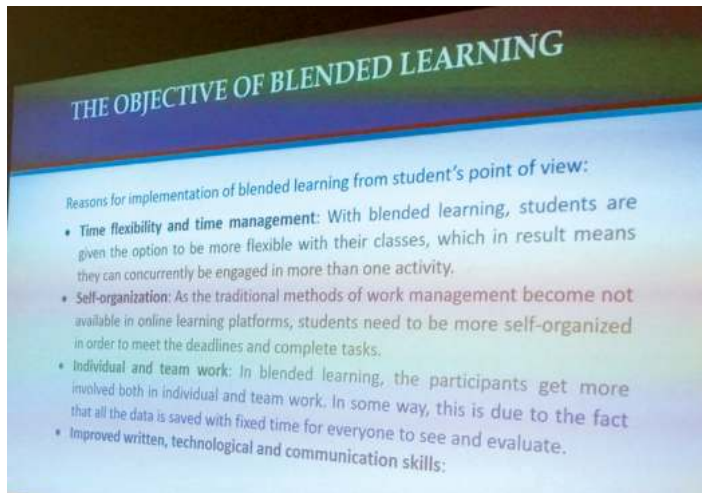 THE OBJECTIVE OF BLENDED LEARNING
Reasons for implementation of blended learning from student's point of view:
• Time flexibility and time management: With blended learning, students are
given the option to be more flexible with their classes, which in result means
they can concurrently be engaged in more than one activity.
• Self-organization: As the traditional methods of work management become not
available in online learning platforms, students need to be more self-organized
in order to meet the deadlines and complete tasks.
• Individual and team work: In blended learning, the participants get more
involved both in individual and team work. In some way, this is due to the fact
that all the data is saved with fixed time for everyone to see and evaluate.
• Improved written, technological and communication skills: